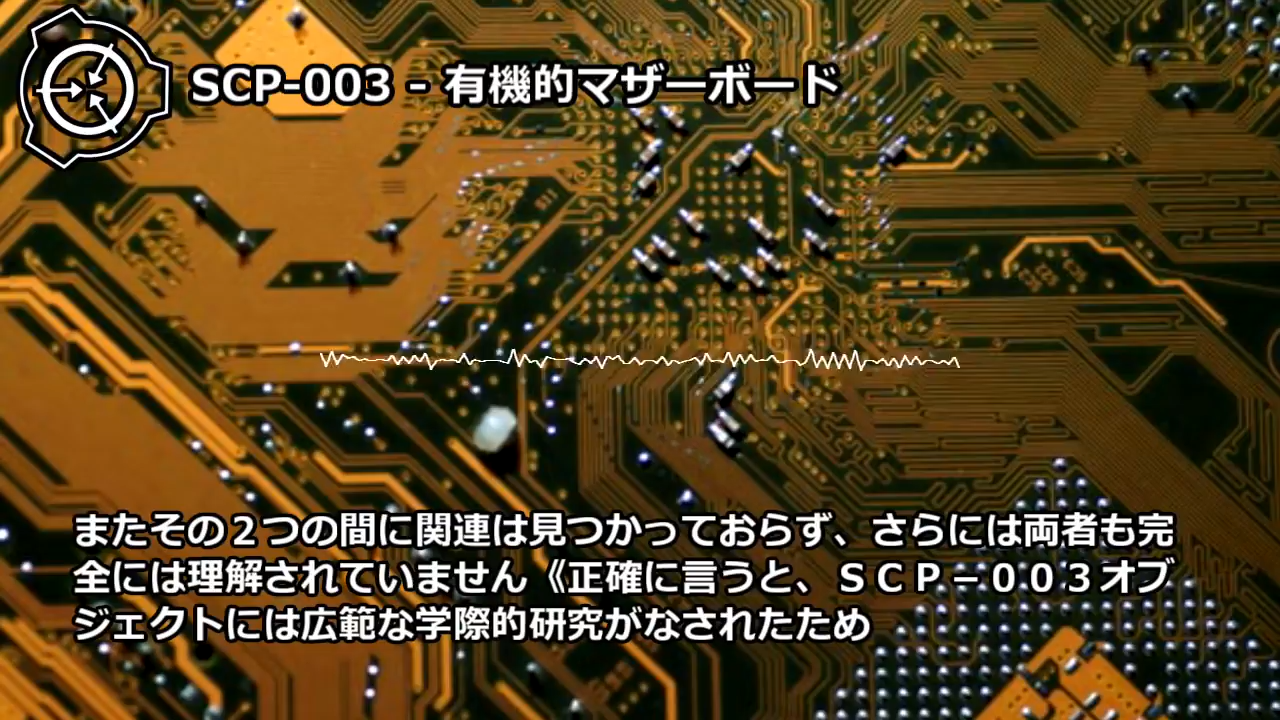 SCP-003 - 有機的マザーボード
またその２つの間に関連は見つかっておらず、さらには両者も完
全には理解されていません《正確に言うと、ＳＣＰ－００３オブ
ジェクトには広範な学際的研究がなされたため